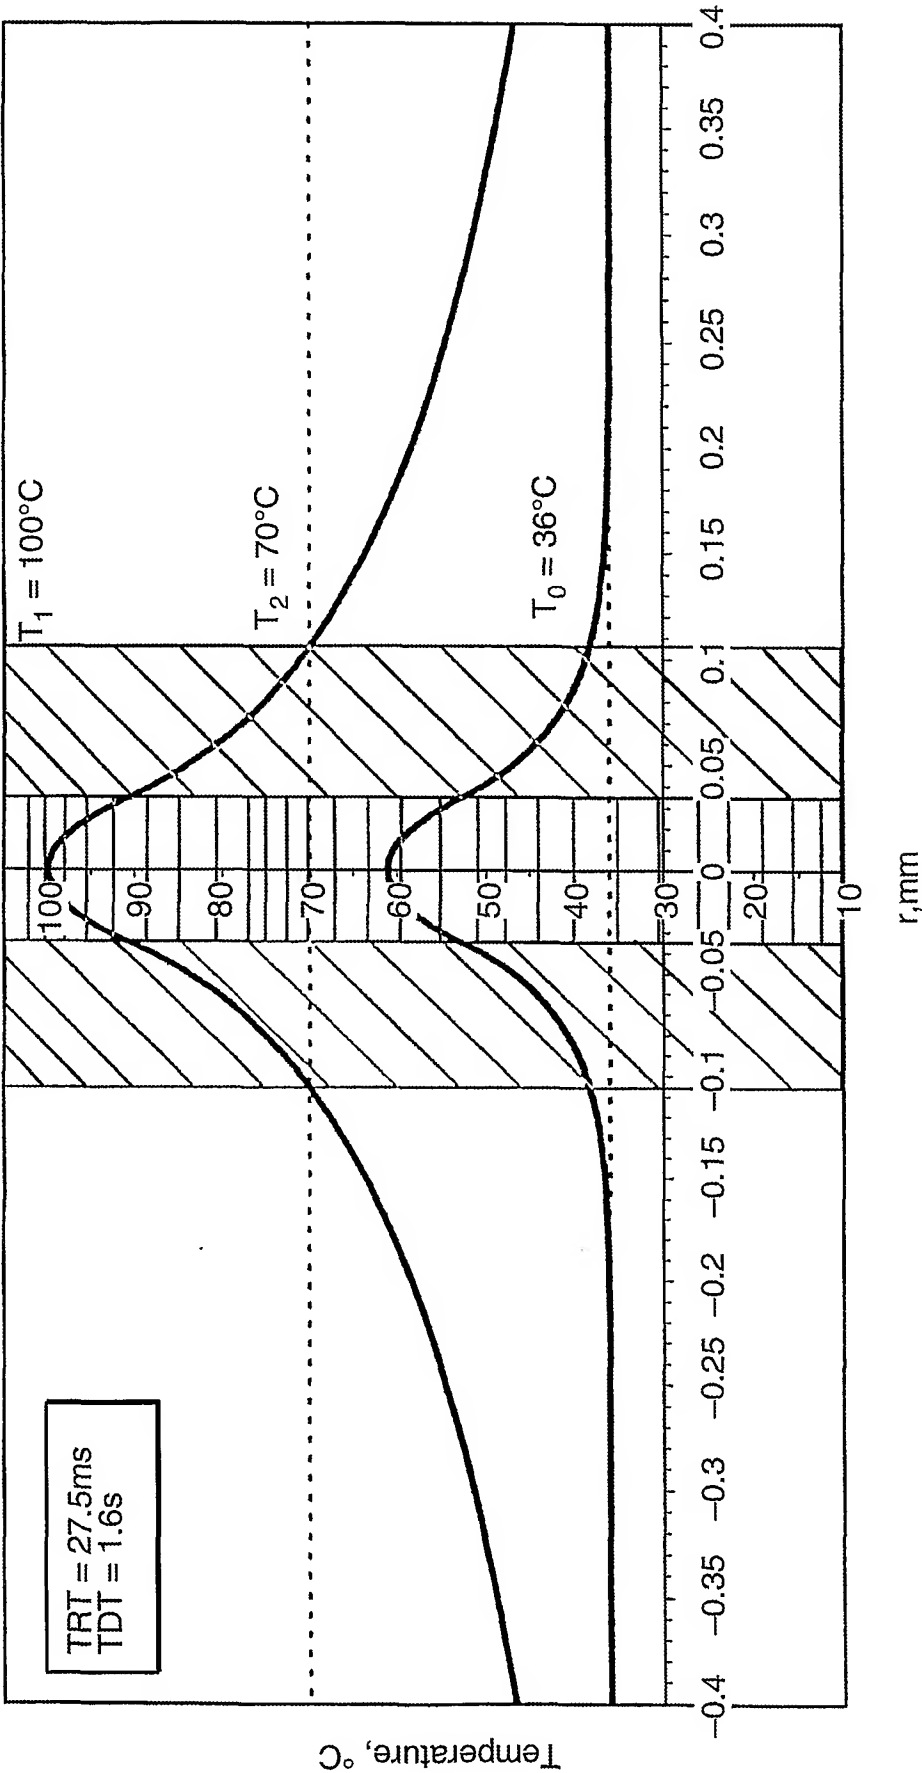 TRT = 27.5ms
TDT = 1.6s
T1 = 100°C
T2 = 70°C
T0 = 36°C
Temperature, °C
100
90
80
70
60
50
40
30
20
10
−0.4 −0.35 −0.3 −0.25 −0.2 −0.15 −0.1 −0.05 0 0.05 0.1 0.15 0.2 0.25 0.3 0.35 0.4
r,mm